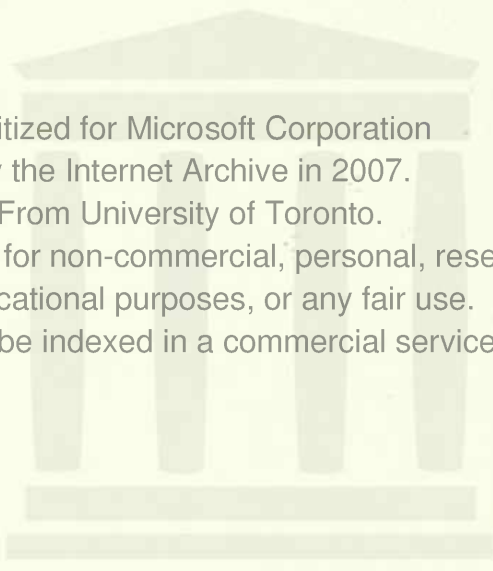 itized for Microsoft Corporation
the Internet Archive in 2007.
From University of Toronto.
for non-commercial, personal, rese
cational purposes, or any fair use.
be indexed in a commercial service